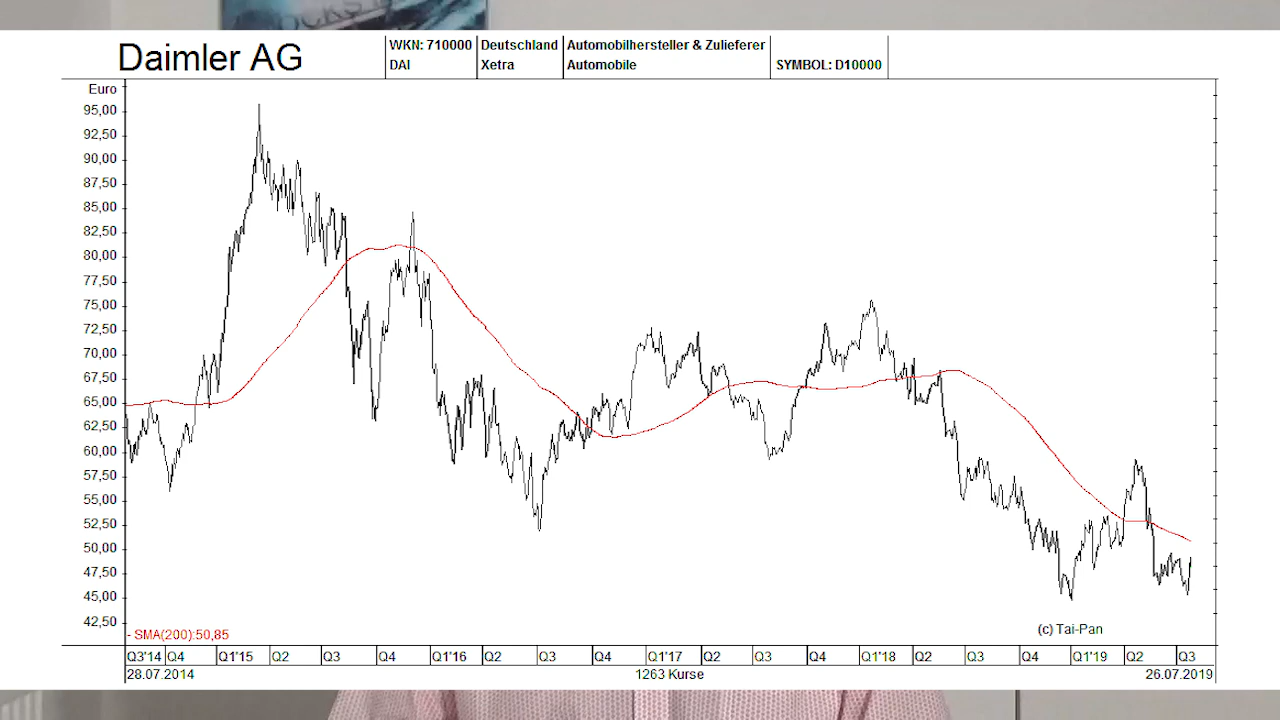 OCKS
Daimler AG
WKN: 710000 Deutschland Automobilhersteller & Zulieferer
DAI Xetra Automobile SYMBOL: D10000
Euro
95,00
92,50
90,00
87,50
85,00
82,50
80,00
77,50
75,00
72,50
70,00
67,50
65,00
62,50
60,00
57,50
55,00
52,50
50,00
47,50
45,00
42,50
- SMA(200):50,85
(c) Tai-Pan
Q3'14 Q4 Q1'15 Q2 Q3 Q4 Q1'16 Q2 Q3 Q4 Q1'17 Q2 Q3 Q4 Q1'18 Q2 Q3 Q4 Q1'19 Q2 Q3
28.07.2014 1263 Kurse 26.07.2019